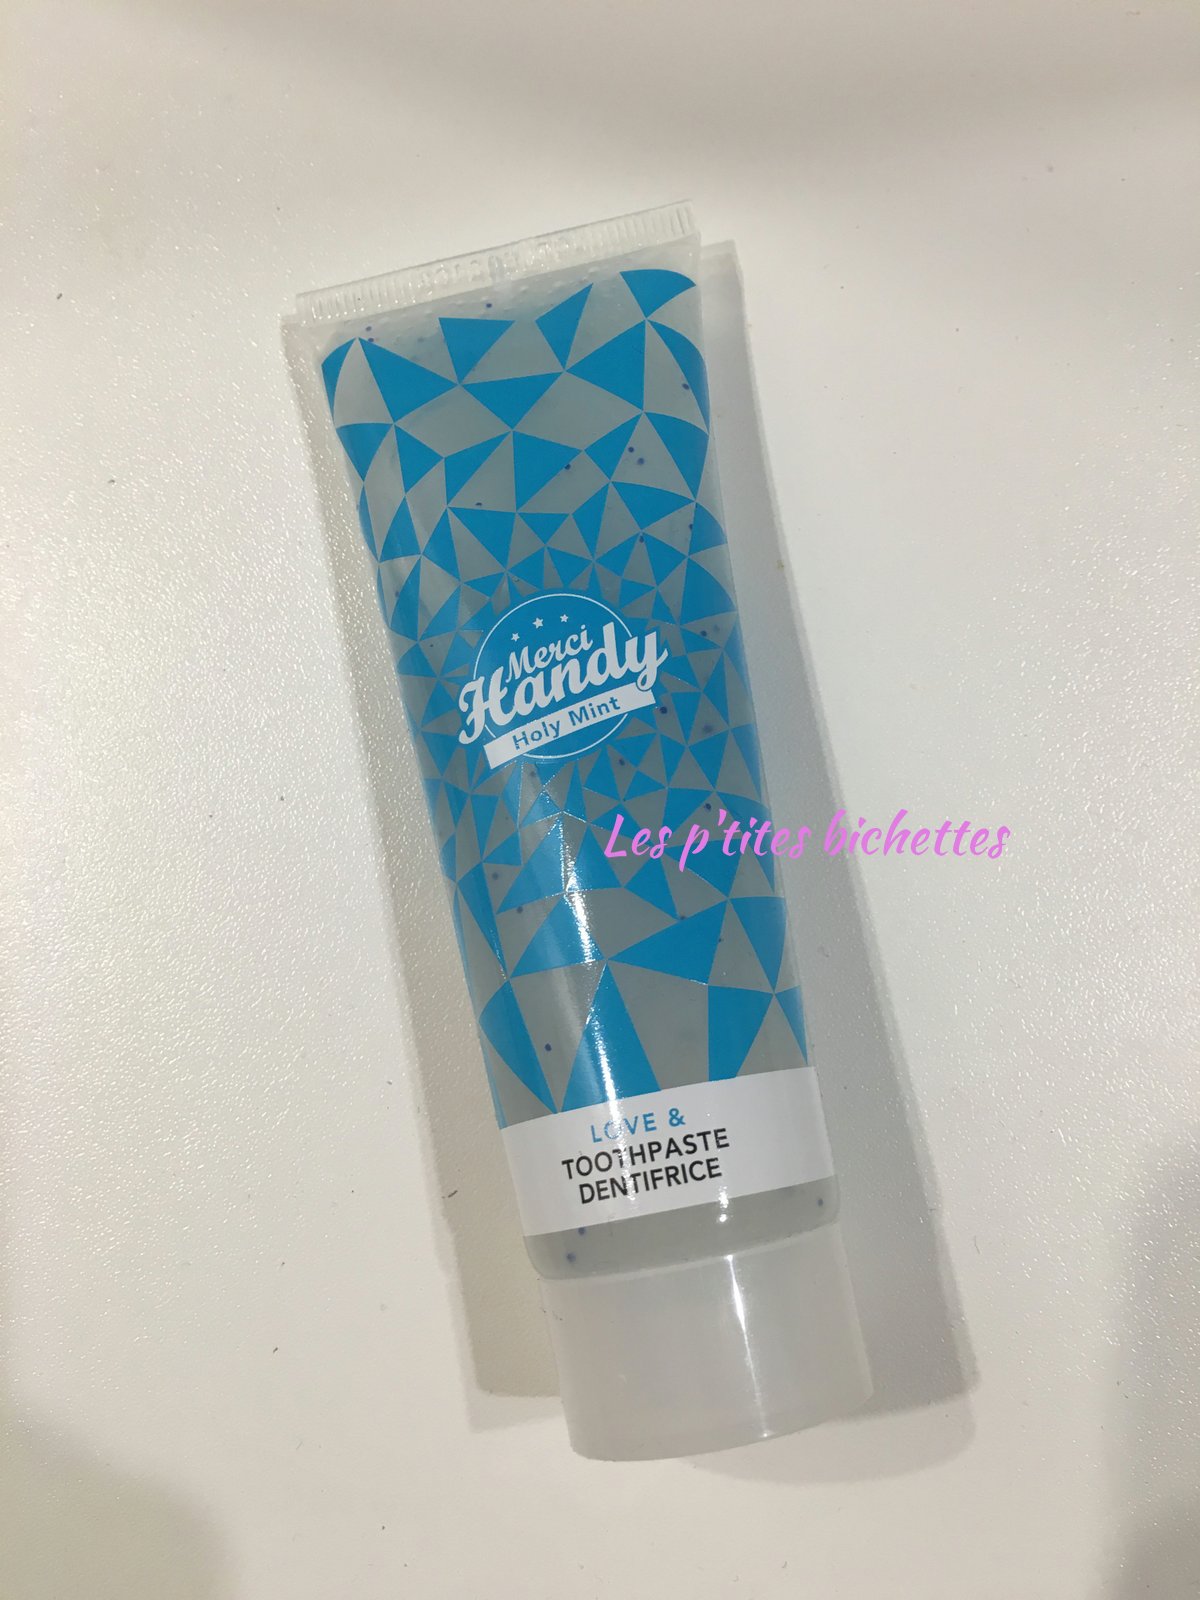 Merci
Handy
Holy Mint
Les p'tites bichettes
LOVE &
TOOTHPASTE
DENTIFRICE